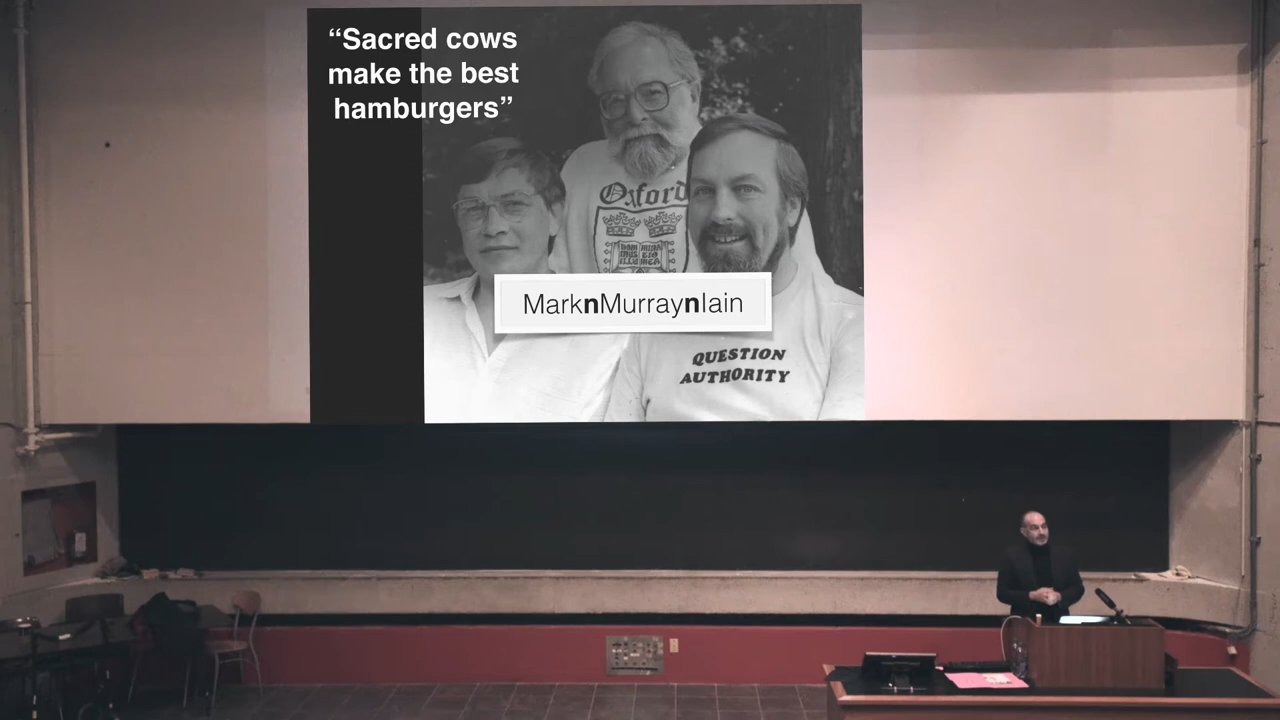 “Sacred cows
make the best
hamburgers”
Oxford
MarknMurraynIain
QUESTION
AUTHORITY